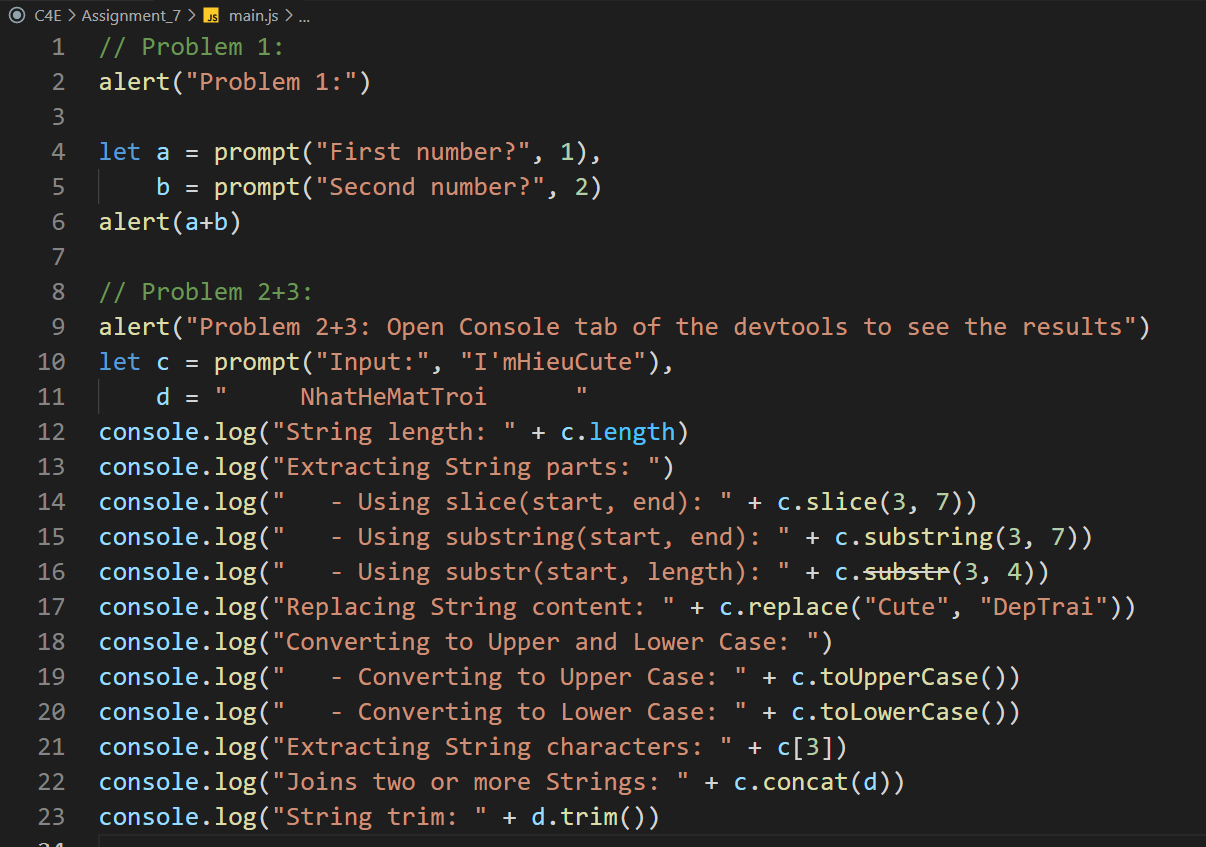 C4E > Assignment_7 > JS main.js > ...
1 // Problem 1:
2 alert("Problem 1:")
3
4 let a = prompt("First number?", 1),
5     b = prompt("Second number?", 2)
6 alert(a+b)
7
8 // Problem 2+3:
9 alert("Problem 2+3: Open Console tab of the devtools to see the results")
10 let c = prompt("Input:", "I'mHieuCute"),
11     d = "     NhatHeMatTroi      "
12 console.log("String length: " + c.length)
13 console.log("Extracting String parts: ")
14 console.log("   - Using slice(start, end): " + c.slice(3, 7))
15 console.log("   - Using substring(start, end): " + c.substring(3, 7))
16 console.log("   - Using substr(start, length): " + c.substr(3, 4))
17 console.log("Replacing String content: " + c.replace("Cute", "DepTrai"))
18 console.log("Converting to Upper and Lower Case: ")
19 console.log("   - Converting to Upper Case: " + c.toUpperCase())
20 console.log("   - Converting to Lower Case: " + c.toLowerCase())
21 console.log("Extracting String characters: " + c[3])
22 console.log("Joins two or more Strings: " + c.concat(d))
23 console.log("String trim: " + d.trim())